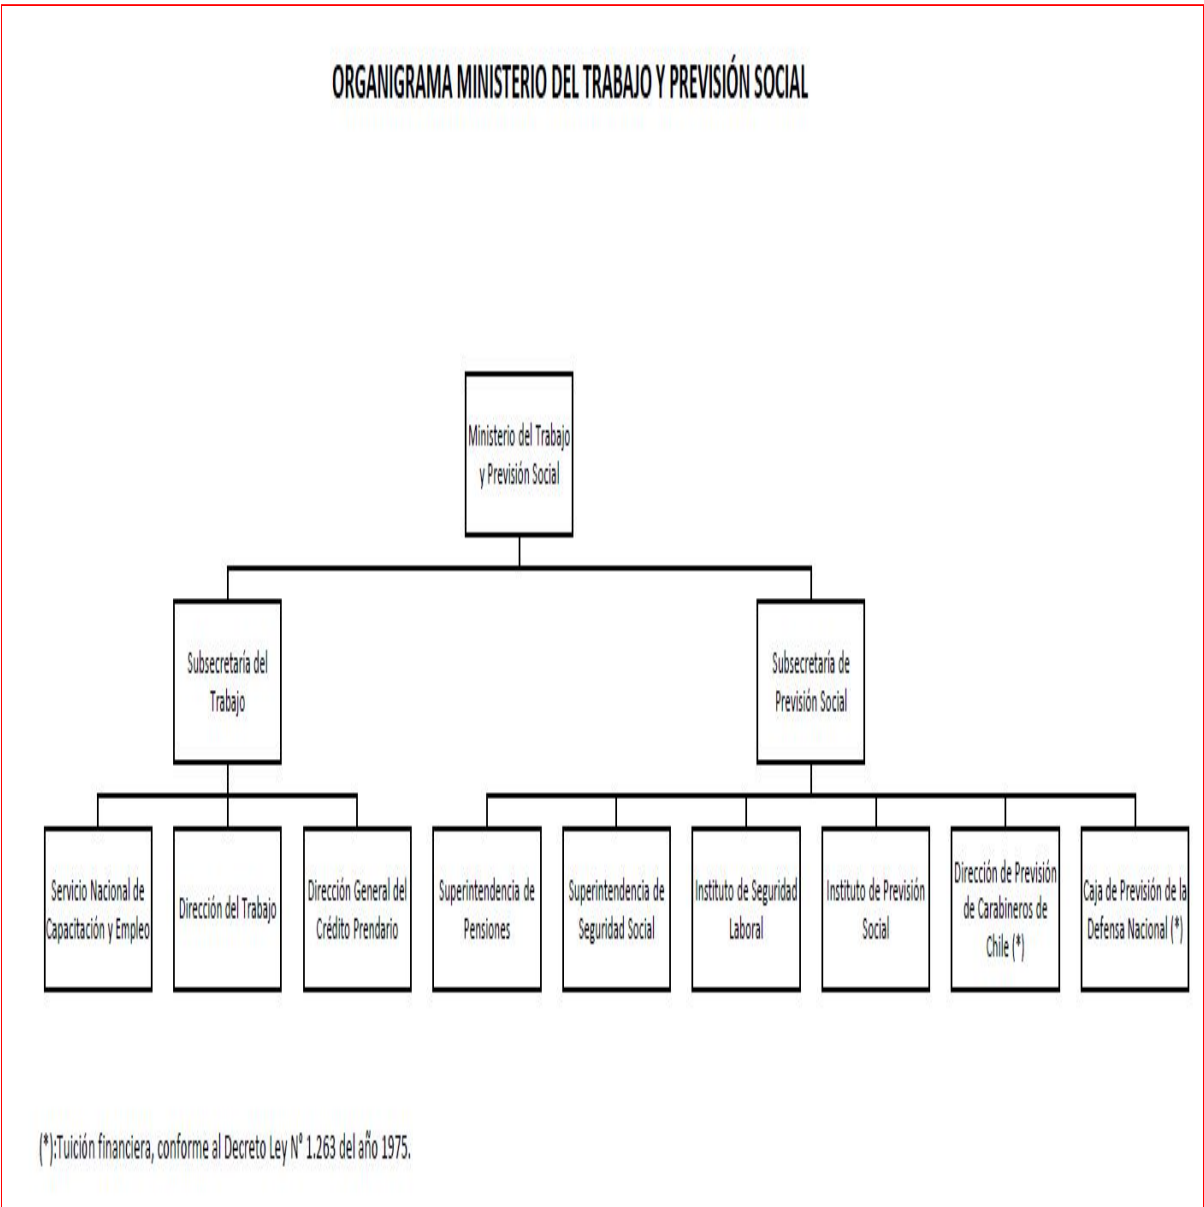 ORGANIGRAMA MINISTERIO DEL TRABAJO Y PREVISIÓN SOCIAL
Ministerio del Trabajo
y Previsión Social
Subsecretaría del
Trabajo
Subsecretaría de
Previsión Social
Servicio Nacional de
Capacitación y Empleo
Dirección del Trabajo
Dirección General del
Crédito Prendario
Superintendencia de
Pensiones
Superintendencia de
Seguridad Social
Instituto de Seguridad
Laboral
Instituto de Previsión
Social
Dirección de Previsión
de Carabineros de
Chile (*)
Caja de Previsión de la
Defensa Nacional (*)
(*):Tuición financiera, conforme al Decreto Ley N° 1.263 del año 1975.